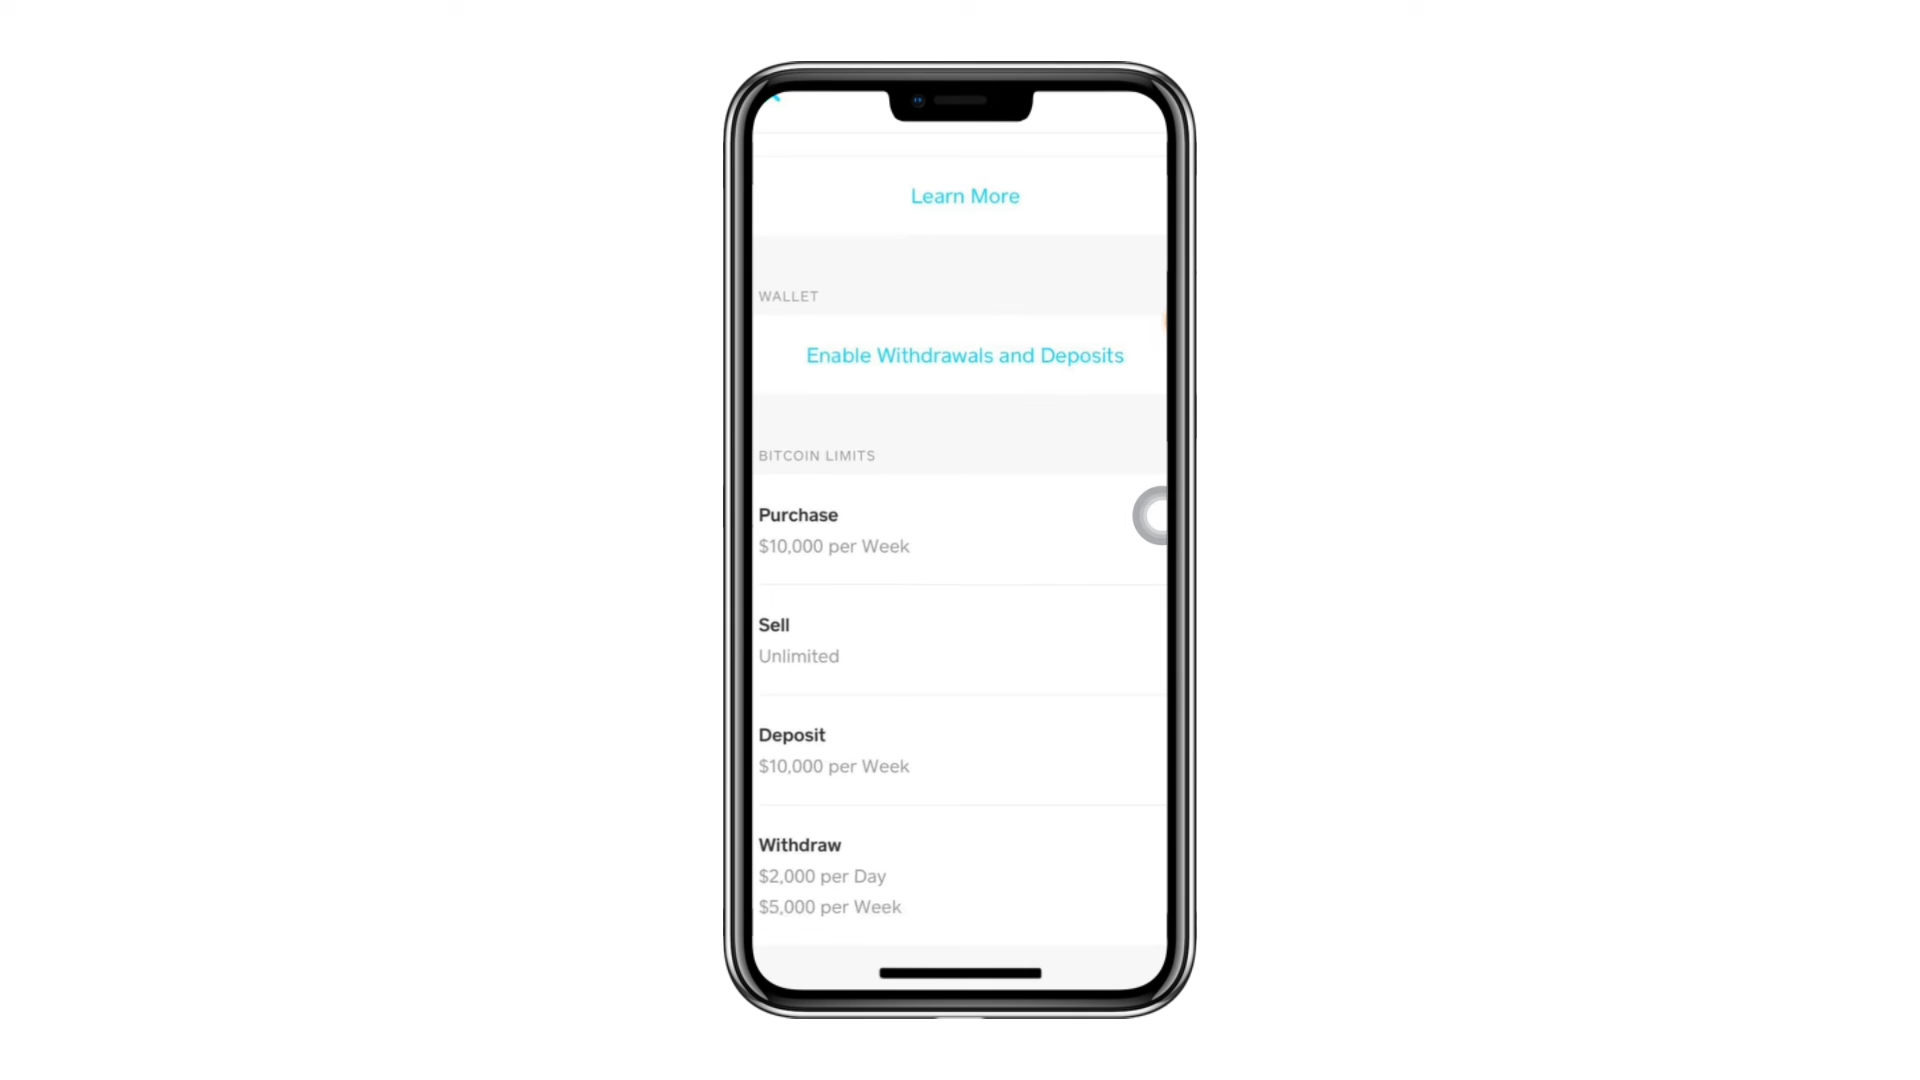 Learn More
WALLET
Enable Withdrawals and Deposits
BITCOIN LIMITS
Purchase
$10,000 per Week
Sell
Unlimited
Deposit
$10,000 per Week
Withdraw
$2,000 per Day
$5,000 per Week